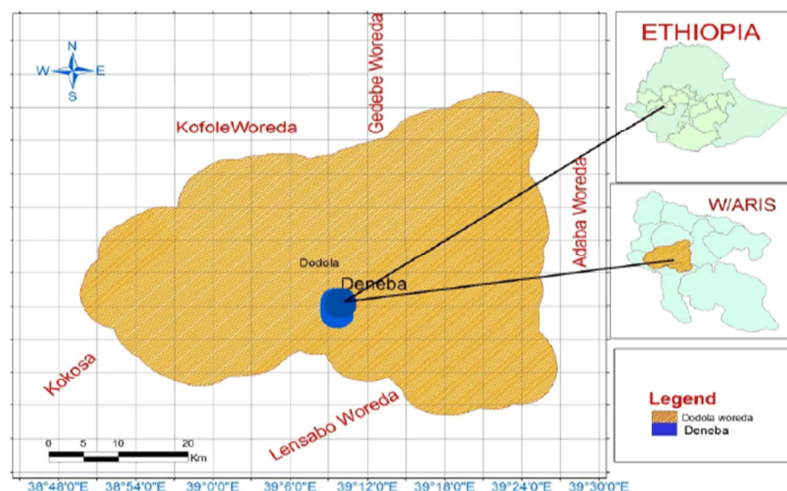 ETHIOPIA
N
W E
S
Gedebe Woreda
KofoleWoreda
Adaba Woreda
W/ARIS
Dodola
Deneba
Kokosa
Lensabo Woreda
Legend
Dodola woreda
Deneba
0 5 10 20
Km
38°48'0"E 38°54'0"E 39°0'0"E 39°6'0"E 39°12'0"E 39°18'0"E 39°24'0"E 39°30'0"E